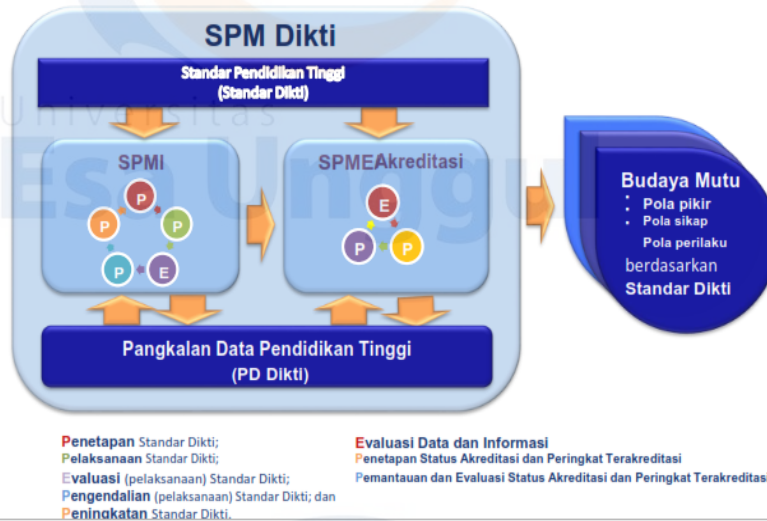 SPM Dikti
Standar Pendidikan Tinggi
(Standar Dikti)
Universitas
Esa Unggul
SPMI
P
P
P
P
E
SPMEAkreditasi
E
P
P
Pangkalan Data Pendidikan Tinggi
(PD Dikti)
Budaya Mutu
• Pola pikir
• Pola sikap
Pola perilaku
berdasarkan
Standar Dikti
Penetapan Standar Dikti;
Pelaksanaan Standar Dikti;
Evaluasi (pelaksanaan) Standar Dikti;
Pengendalian (pelaksanaan) Standar Dikti; dan
Peningkatan Standar Dikti.
Evaluasi Data dan Informasi
Penetapan Status Akreditasi dan Peringkat Terakreditasi
Pemantauan dan Evaluasi Status Akreditasi dan Peringkat Terakreditasi